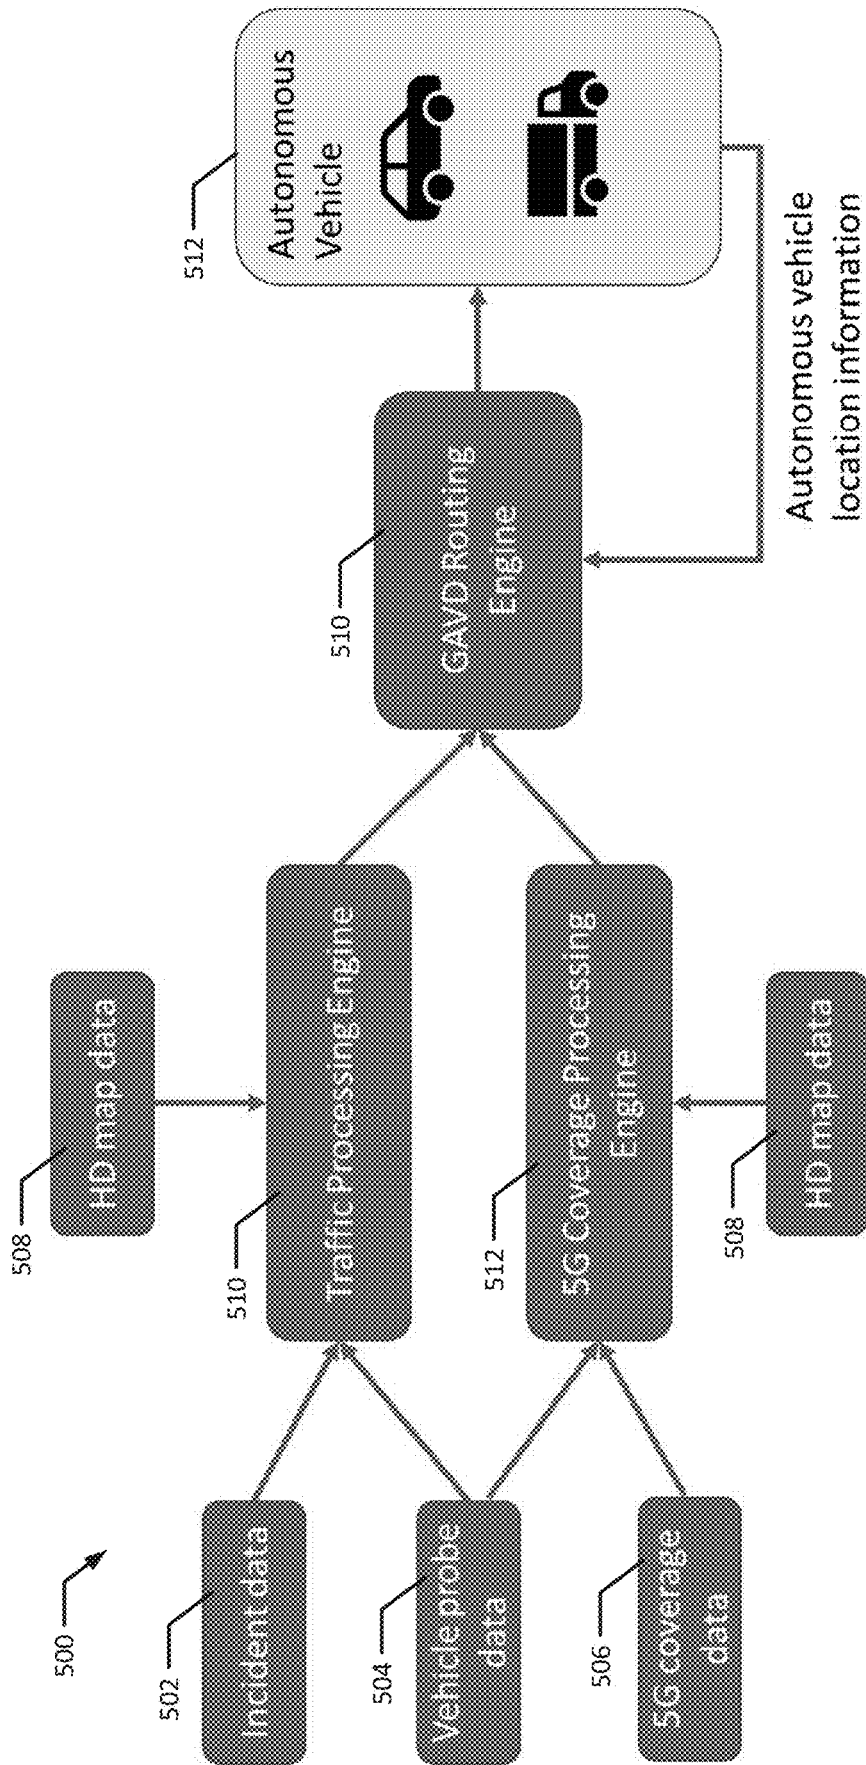 500
502
Incident data
504
Vehicle probe
data
506
5G coverage
data
508
HD map data
510
Traffic Processing Engine
512
5G Coverage Processing
Engine
508
HD map data
510
GAVD Routing
Engine
512
Autonomous
Vehicle
Autonomous vehicle
location information